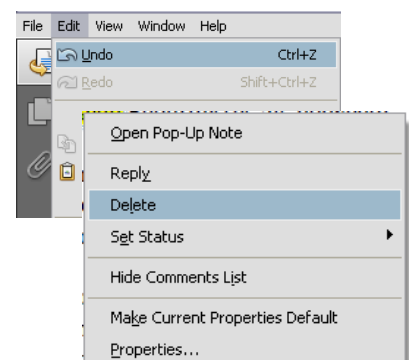 File Edit View Window Help
Undo Ctrl+Z
Redo Shift+Ctrl+Z
Open Pop-Up Note
Reply
Delete
Set Status
Hide Comments List
Make Current Properties Default
Properties...